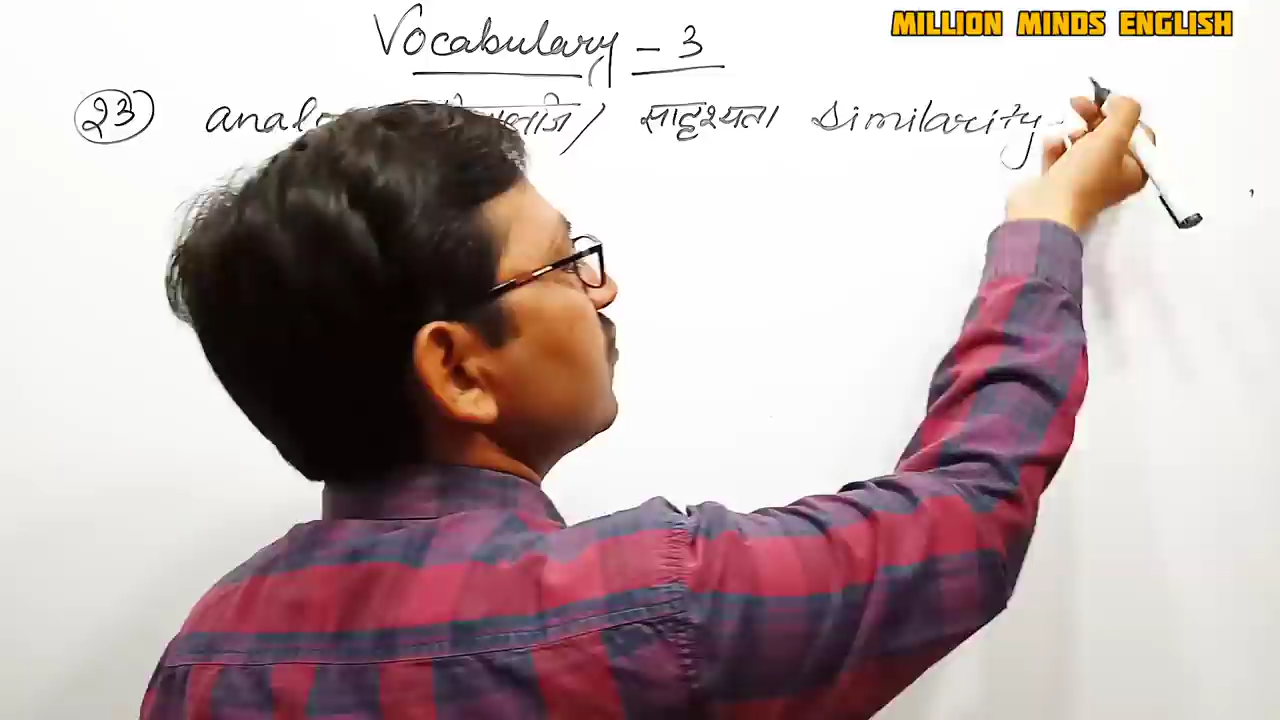 MILLION MINDS ENGLISH
Vocabulary - 3
23) / सादृश्यता similarity